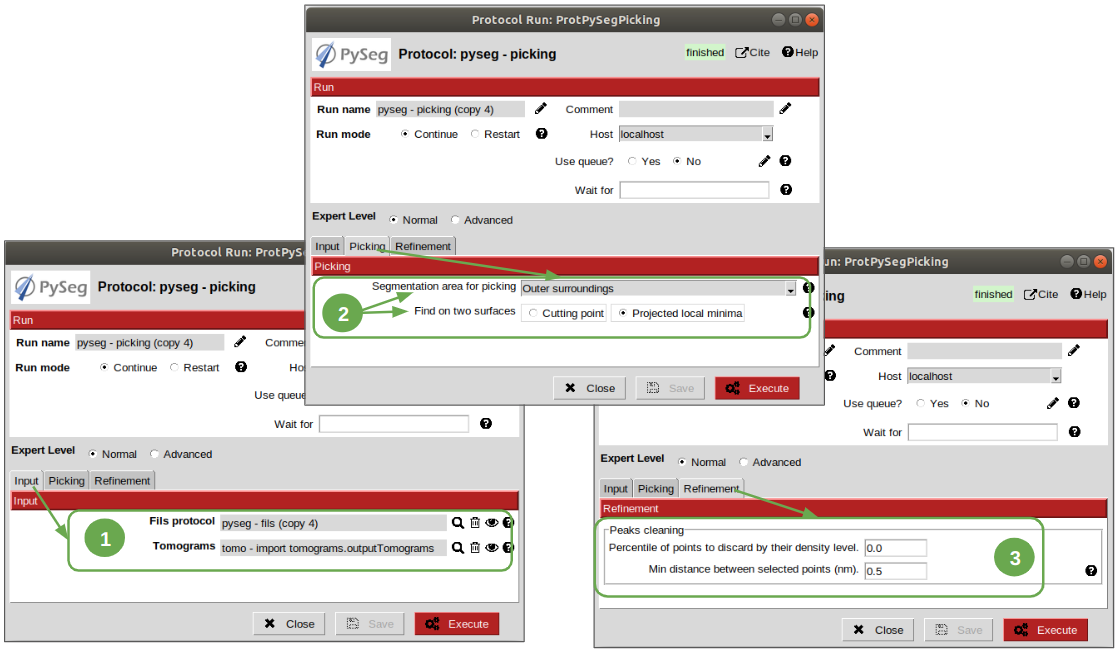 Protocol Run: ProtPySegPicking
PySeg Protocol: pyseg - picking finished Cite Help
Run
Run name pyseg - picking (copy 4) Comment
Run mode Continue Restart Host localhost
Use queue? Yes No
Wait for
Expert Level Normal Advanced
Input Picking Refinement
Picking
Segmentation area for picking Outer surroundings
2
Find on two surfaces Cutting point Projected local minima
Close Save Execute
Protocol Run: ProtPyS
PySeg Protocol: pyseg - picking
Run
Run name pyseg - picking (copy 4) Comme
Run mode Continue Restart Ho
Use queue
Wait for
Expert Level Normal Advanced
Input Picking Refinement
Input
1
Fils protocol pyseg - fils (copy 4)
Tomograms tomo - import tomograms.outputTomograms
Close Save Execute
un: ProtPySegPicking
king finished Cite Help
Comment
Host localhost
Use queue? Yes No
Wait for
Expert Level Normal Advanced
Input Picking Refinement
Refinement
Peaks cleaning
Percentile of points to discard by their density level. 0.0
3
Min distance between selected points (nm). 0.5
Close Save Execute